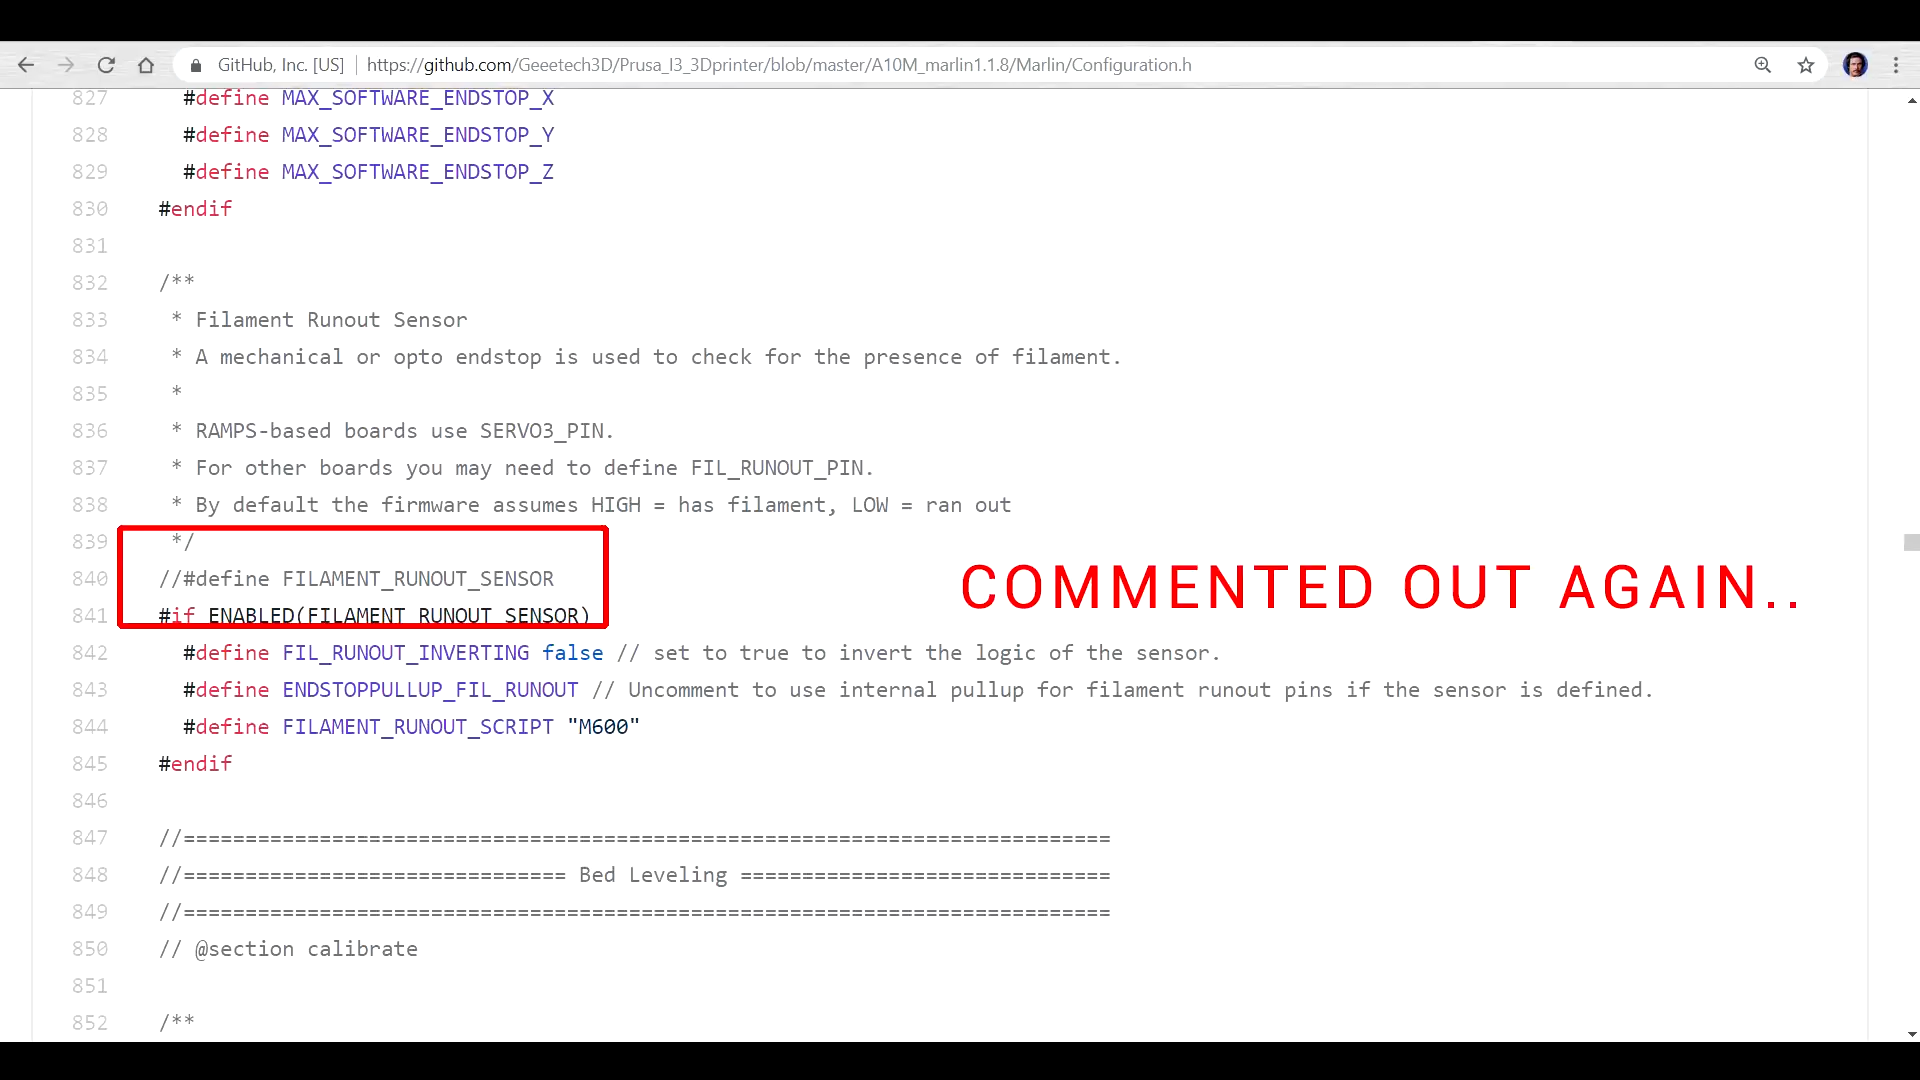 GitHub, Inc. [US] https://github.com/Geeetech3D/Prusa_I3_3Dprinter/blob/master/A10M_marlin1.1.8/Marlin/Configuration.h
827 #define MAX_SOFTWARE_ENDSTOP_X
828 #define MAX_SOFTWARE_ENDSTOP_Y
829 #define MAX_SOFTWARE_ENDSTOP_Z
830 #endif
831
832 /**
833 * Filament Runout Sensor
834 * A mechanical or opto endstop is used to check for the presence of filament.
835 *
836 * RAMPS-based boards use SERVO3_PIN.
837 * For other boards you may need to define FIL_RUNOUT_PIN.
838 * By default the firmware assumes HIGH = has filament, LOW = ran out
839 */
840 //#define FILAMENT_RUNOUT_SENSOR
COMMENTED OUT AGAIN..
841 #if ENABLED(FILAMENT_RUNOUT_SENSOR)
842 #define FIL_RUNOUT_INVERTING false // set to true to invert the logic of the sensor.
843 #define ENDSTOPPULLUP_FIL_RUNOUT // Uncomment to use internal pullup for filament runout pins if the sensor is defined.
844 #define FILAMENT_RUNOUT_SCRIPT "M600"
845 #endif
846
847 //===========================================================================
848 //=============================== Bed Leveling ==============================
849 //===========================================================================
850 // @section calibrate
851
852 /**